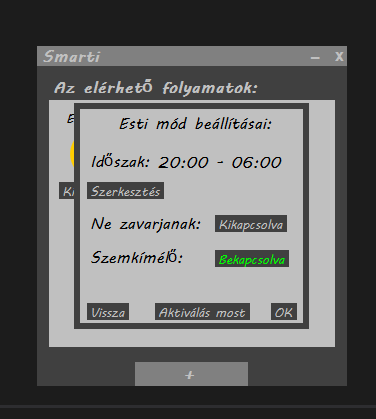 Smarti – X
Az elérhető folyamatok:
Esti mód beállításai:
Időszak: 20:00 - 06:00
Szerkesztés
Ne zavarjanak: Kikapcsolva
Szemkímélő: Bekapcsolva
Vissza Aktiválás most OK
+